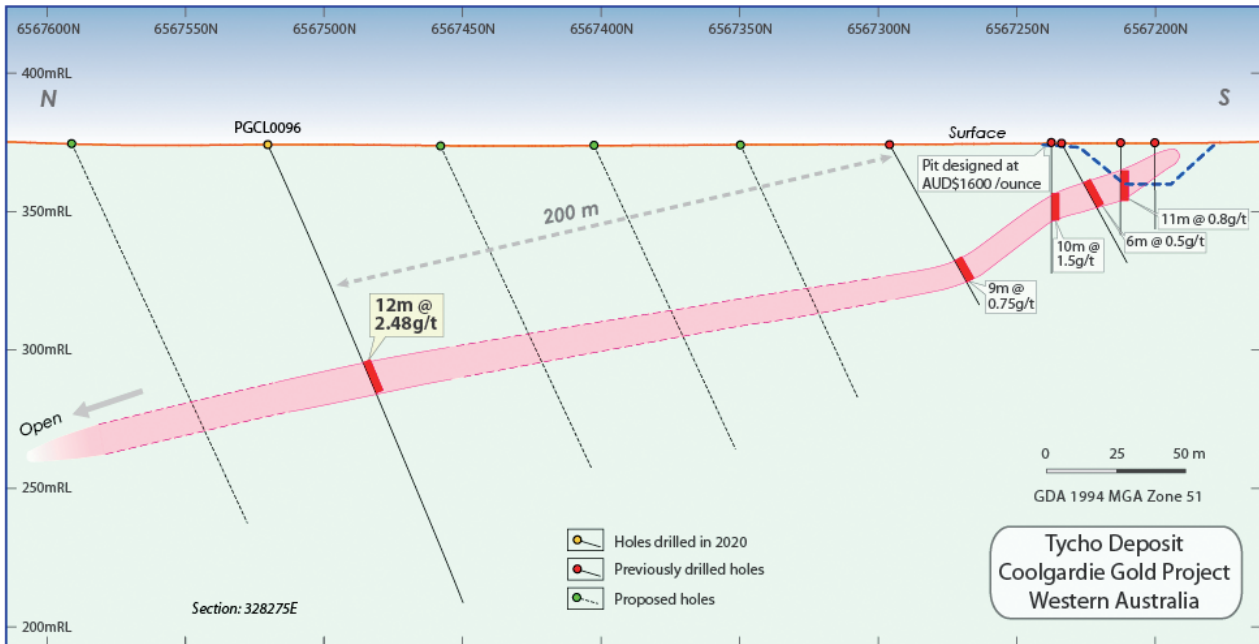 6567600N 6567550N 6567500N 6567450N 6567400N 6567350N 6567300N 6567250N 6567200N
400mRL
N
S
PGCL0096
Surface
Pit designed at
AUD$1600 /ounce
350mRL
200 m
11m @ 0.8g/t
6m @ 0.5g/t
10m @
1.5g/t
9m @
0.75g/t
12m @
2.48g/t
300mRL
Open
0 25 50 m
GDA 1994 MGA Zone 51
250mRL
Holes drilled in 2020
Previously drilled holes
Proposed holes
Tycho Deposit
Coolgardie Gold Project
Western Australia
Section: 328275E
200mRL